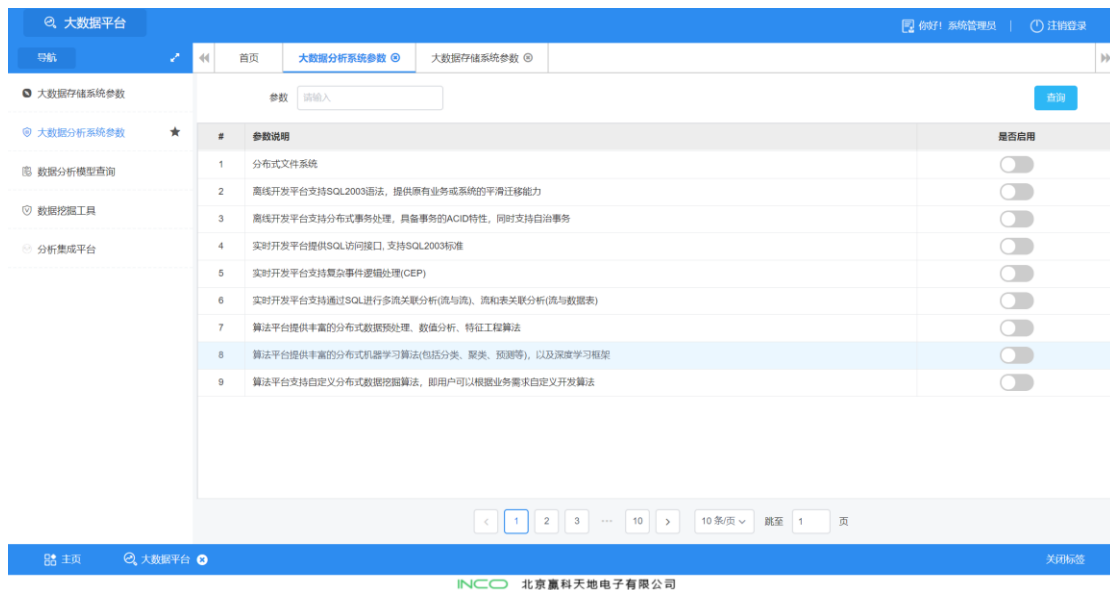 大数据平台 你好！系统管理员 | 注销登录
导航 首页 大数据分析系统参数 大数据存储系统参数
大数据存储系统参数 参数 请输入 查询
大数据分析系统参数
数据分析模型查询
数据挖掘工具
分析集成平台
# 参数说明 是否启用
1 分布式文件系统
2 离线开发平台支持SQL2003语法，提供原有业务或系统的平滑迁移能力
3 离线开发平台支持分布式事务处理，具备事务的ACID特性，同时支持自治事务
4 实时开发平台提供SQL访问接口, 支持SQL2003标准
5 实时开发平台支持复杂事件逻辑处理(CEP)
6 实时开发平台支持通过SQL进行多流关联分析(流与流)、流和表关联分析(流与数据表)
7 算法平台提供丰富的分布式数据预处理、数值分析、特征工程算法
8 算法平台提供丰富的分布式机器学习算法(包括分类、聚类、预测等)，以及深度学习框架
9 算法平台支持自定义分布式数据挖掘算法，即用户可以根据业务需求自定义开发算法
< 1 2 3 ··· 10 > 10 条/页 跳至 1 页
主页 大数据平台 关闭标签
INCO 北京赢科天地电子有限公司